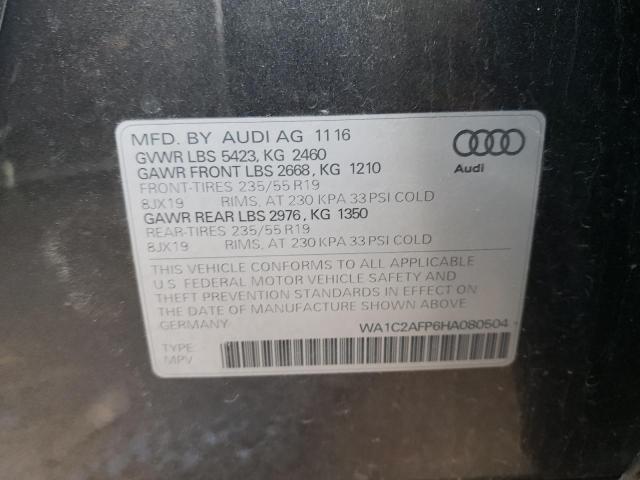 MFD. BY AUDI AG 11 16
GVWR LBS 5423, KG 2460
GAWR FRONT LBS 2668, KG 1210
FRONT-TIRES 235/55 R19
8JX19 RIMS, AT 230 KPA 33 PSI COLD
GAWR REAR LBS 2976, KG 1350
REAR-TIRES 235/55 R19
8JX19 RIMS, AT 230 KPA 33 PSI COLD
Audi
THIS VEHICLE CONFORMS TO ALL APPLICABLE
U.S. FEDERAL MOTOR VEHICLE SAFETY AND
THEFT PREVENTION STANDARDS IN EFFECT ON
THE DATE OF MANUFACTURE SHOWN ABOVE.
GERMANY WA1C2AFP6HA080504
TYPE:
MPV